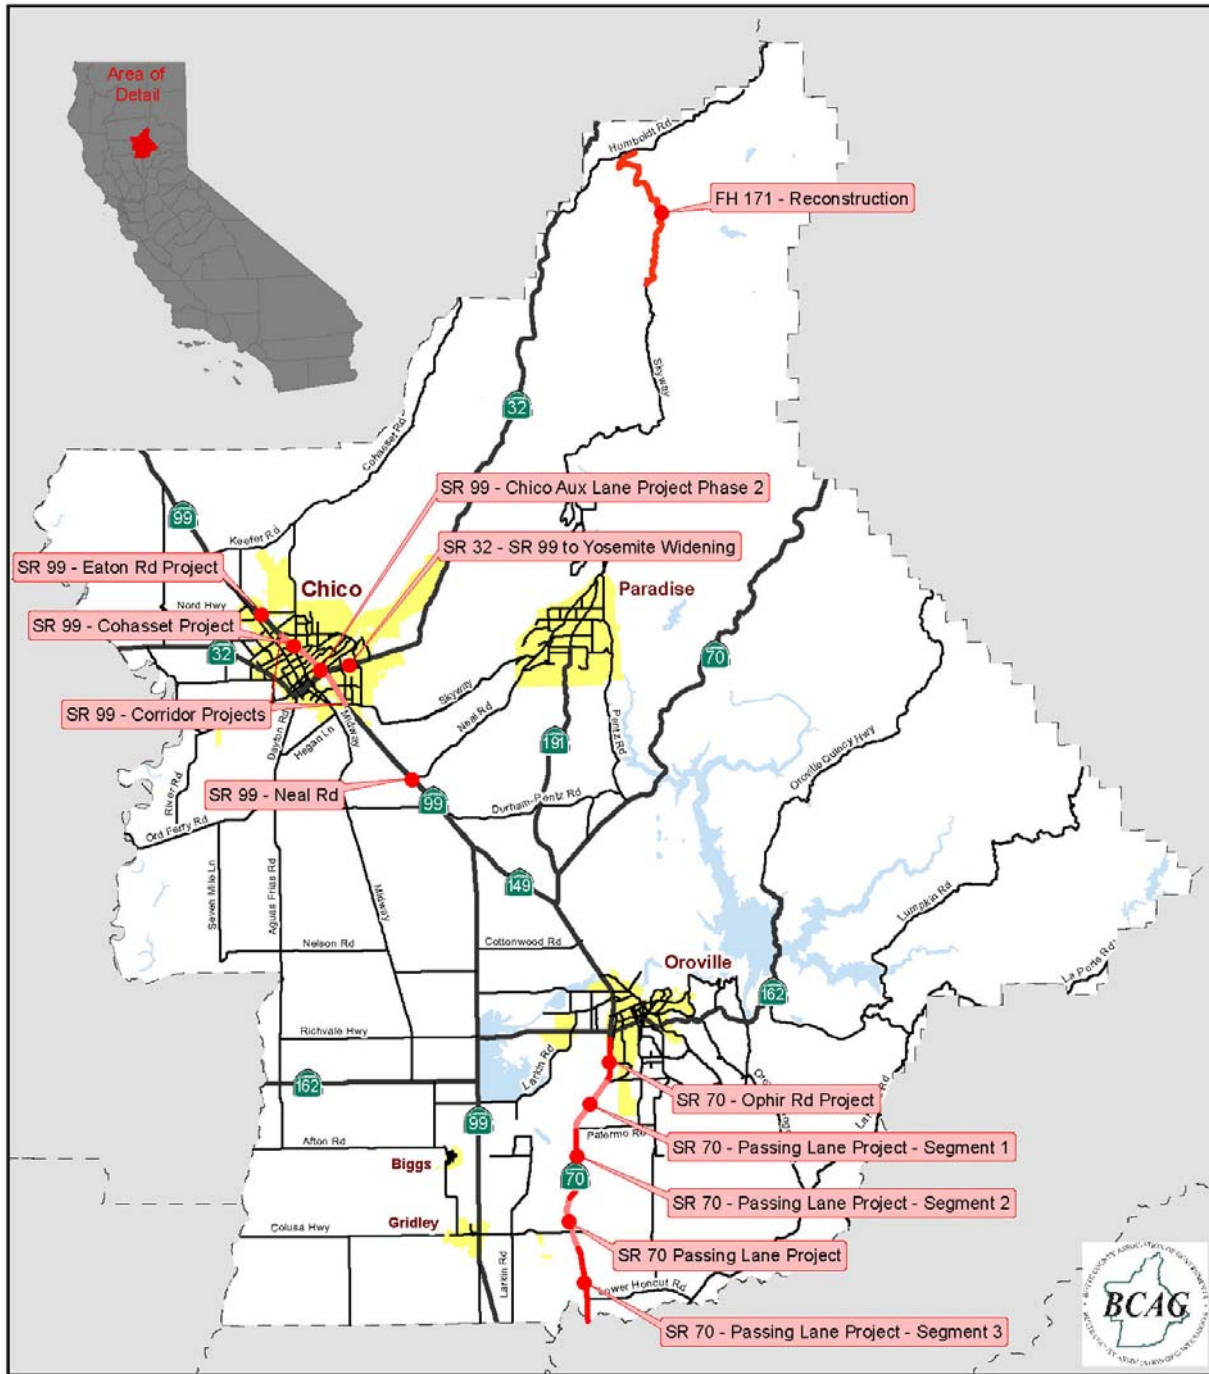 Area of
Detail
Humboldt Rd
FH 171 - Reconstruction
Skyway
32
Cohasset Rd
SR 99 - Chico Aux Lane Project Phase 2
99
Keefer Rd
SR 32 - SR 99 to Yosemite Widening
SR 99 - Eaton Rd Project
Chico
Paradise
Nord Hwy
SR 99 - Cohasset Project
32
70
SR 99 - Corridor Projects
Skyway
Neal Rd
Dayton Rd
Hegan Ln
Midway
191
Pentz Rd
Oroville Quincy Hwy
River Rd
SR 99 - Neal Rd
99
Durham-Pentz Rd
Ord Ferry Rd
Seven Mile Ln
Aguas Frias Rd
Midway
149
Lumpkin Rd
Nelson Rd
Cottonwood Rd
Oroville
La Porte Rd
162
Richvale Hwy
Larkin Rd
162
SR 70 - Ophir Rd Project
99
Afton Rd
Palermo Rd
SR 70 - Passing Lane Project - Segment 1
Biggs
70
SR 70 - Passing Lane Project - Segment 2
Gridley
Colusa Hwy
SR 70 Passing Lane Project
Larkin Rd
Lower Honcut Rd
SR 70 - Passing Lane Project - Segment 3
BCAG